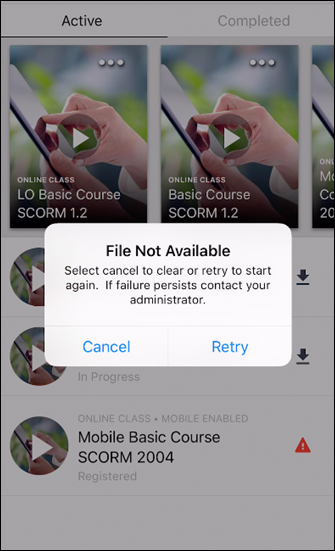 Active
Completed
ONLINE CLASS
LO Basic Course
SCORM 1.2
ONLINE CLASS
Basic Course
SCORM 1.2
File Not Available
Select cancel to clear or retry to start
again.  If failure persists contact your
administrator.
Cancel
Retry
In Progress
ONLINE CLASS • MOBILE ENABLED
Mobile Basic Course
SCORM 2004
Registered